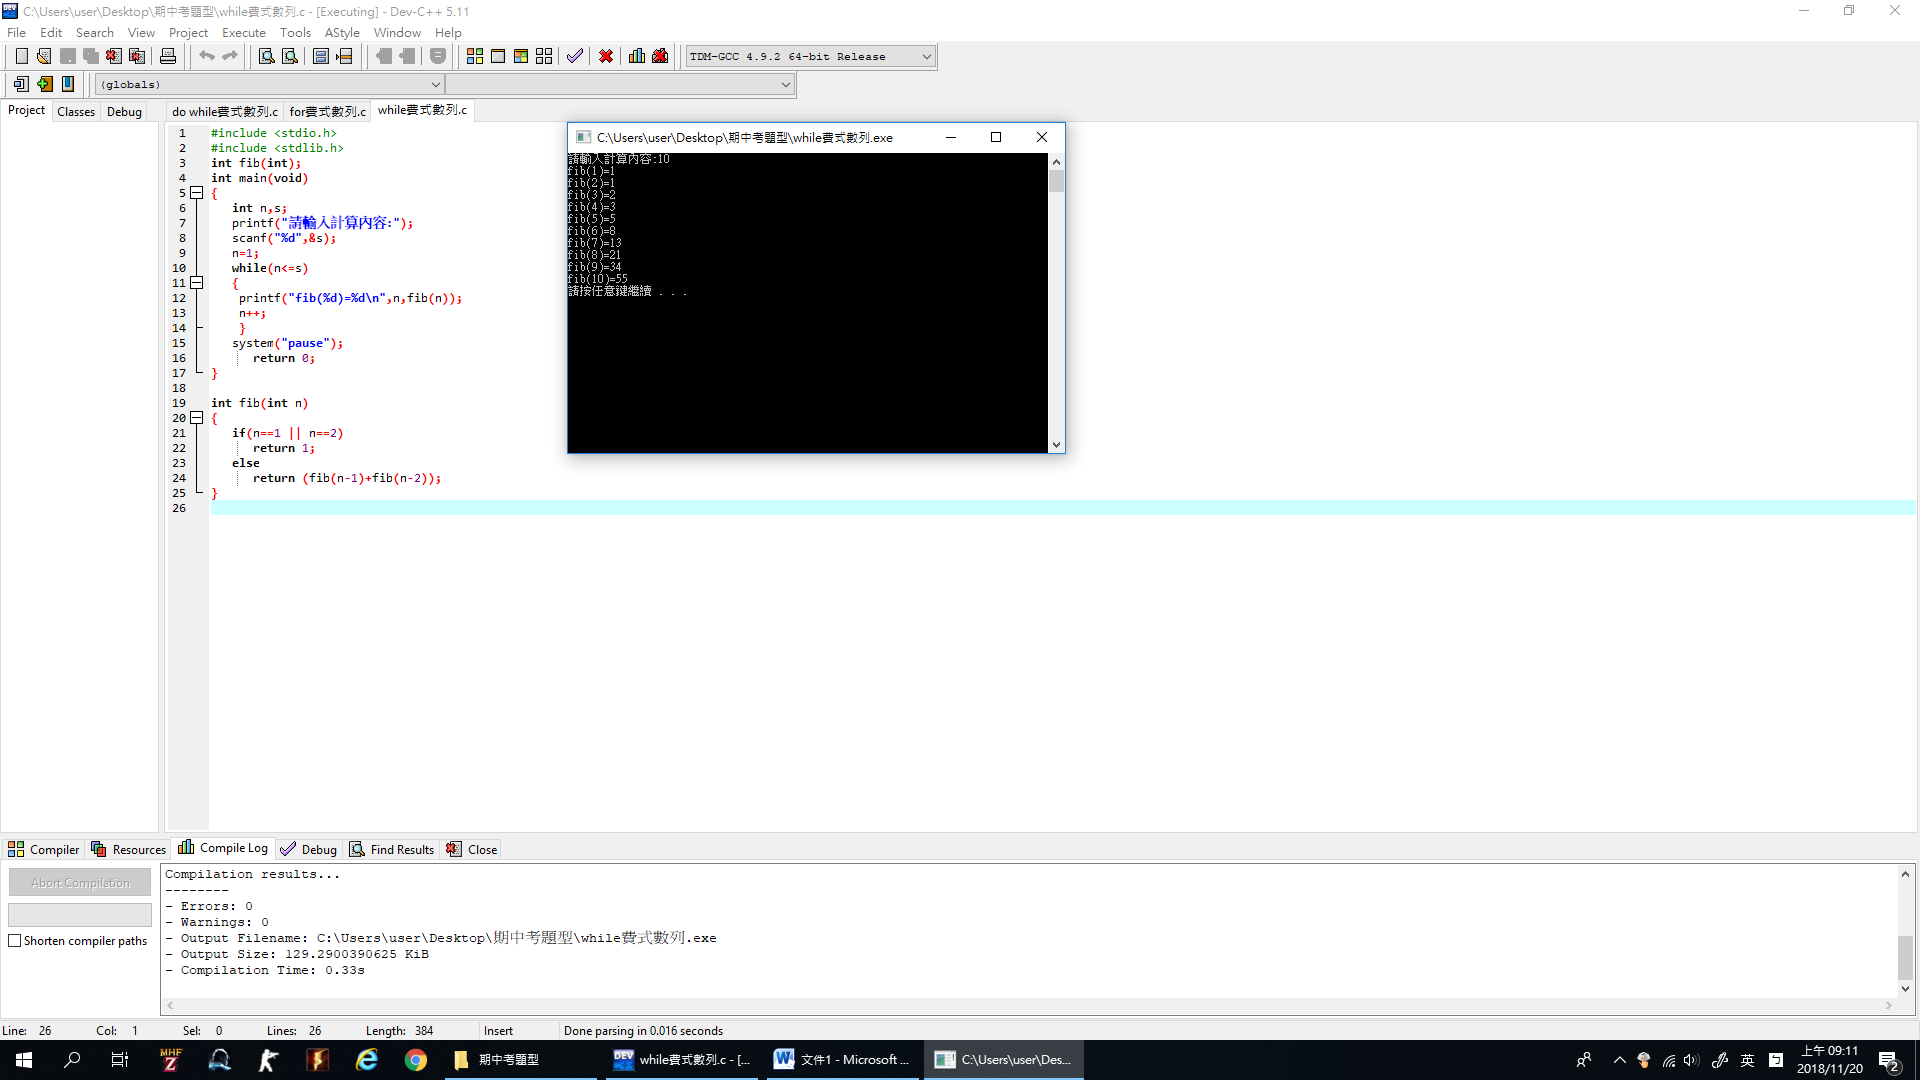 C:\Users\user\Desktop\期中考題型\while費式數列.c - [Executing] - Dev-C++ 5.11
File Edit Search View Project Execute Tools AStyle Window Help
TDM-GCC 4.9.2 64-bit Release
(globals)
Project Classes Debug
do while費式數列.c for費式數列.c while費式數列.c
1 #include <stdio.h>
2 #include <stdlib.h>
3 int fib(int);
4 int main(void)
5 {
6 int n,s;
7 printf("請輸入計算內容:");
8 scanf("%d",&s);
9 n=1;
10 while(n<=s)
11 {
12 printf("fib(%d)=%d\n",n,fib(n));
13 n++;
14 }
15 system("pause");
16 return 0;
17 }
18
19 int fib(int n)
20 {
21 if(n==1 || n==2)
22 return 1;
23 else
24 return (fib(n-1)+fib(n-2));
25 }
26
C:\Users\user\Desktop\期中考題型\while費式數列.exe
請輸入計算內容:10
fib(1)=1
fib(2)=1
fib(3)=2
fib(4)=3
fib(5)=5
fib(6)=8
fib(7)=13
fib(8)=21
fib(9)=34
fib(10)=55
請按任意鍵繼續 . . .
Compiler Resources Compile Log Debug Find Results Close
Abort Compilation
Shorten compiler paths
Compilation results...
--------
- Errors: 0
- Warnings: 0
- Output Filename: C:\Users\user\Desktop\期中考題型\while費式數列.exe
- Output Size: 129.2900390625 KiB
- Compilation Time: 0.33s
Line: 26 Col: 1 Sel: 0 Lines: 26 Length: 384 Insert Done parsing in 0.016 seconds
MHF Z
期中考題型
DEV while費式數列.c - [...
文件1 - Microsoft ...
C:\Users\user\Des...
英
上午 09:11
2018/11/20
2